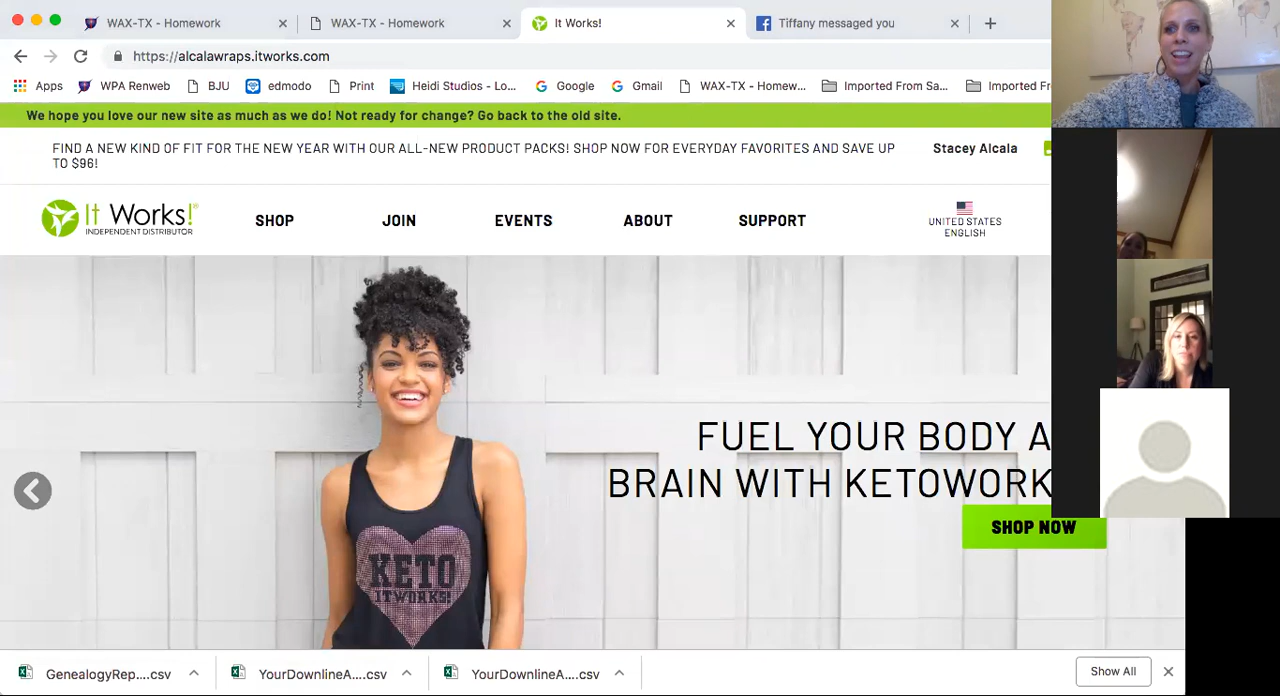 WAX-TX - Homework
WAX-TX - Homework
It Works!
Tiffany messaged you
https://alcalawraps.itworks.com
Apps
WPA Renweb
BJU
edmodo
Print
Heidi Studios - Lo...
Google
Gmail
WAX-TX - Homew...
Imported From Sa...
Imported Fr
We hope you love our new site as much as we do! Not ready for change? Go back to the old site.
FIND A NEW KIND OF FIT FOR THE NEW YEAR WITH OUR ALL-NEW PRODUCT PACKS! SHOP NOW FOR EVERYDAY FAVORITES AND SAVE UP
TO $96!
Stacey Alcala
It Works!®
INDEPENDENT DISTRIBUTOR
SHOP
JOIN
EVENTS
ABOUT
SUPPORT
UNITED STATES
ENGLISH
FUEL YOUR BODY A
BRAIN WITH KETOWORK
SHOP NOW
KETO
ITWORKS!
GenealogyRep....csv
YourDownlineA....csv
YourDownlineA....csv
Show All